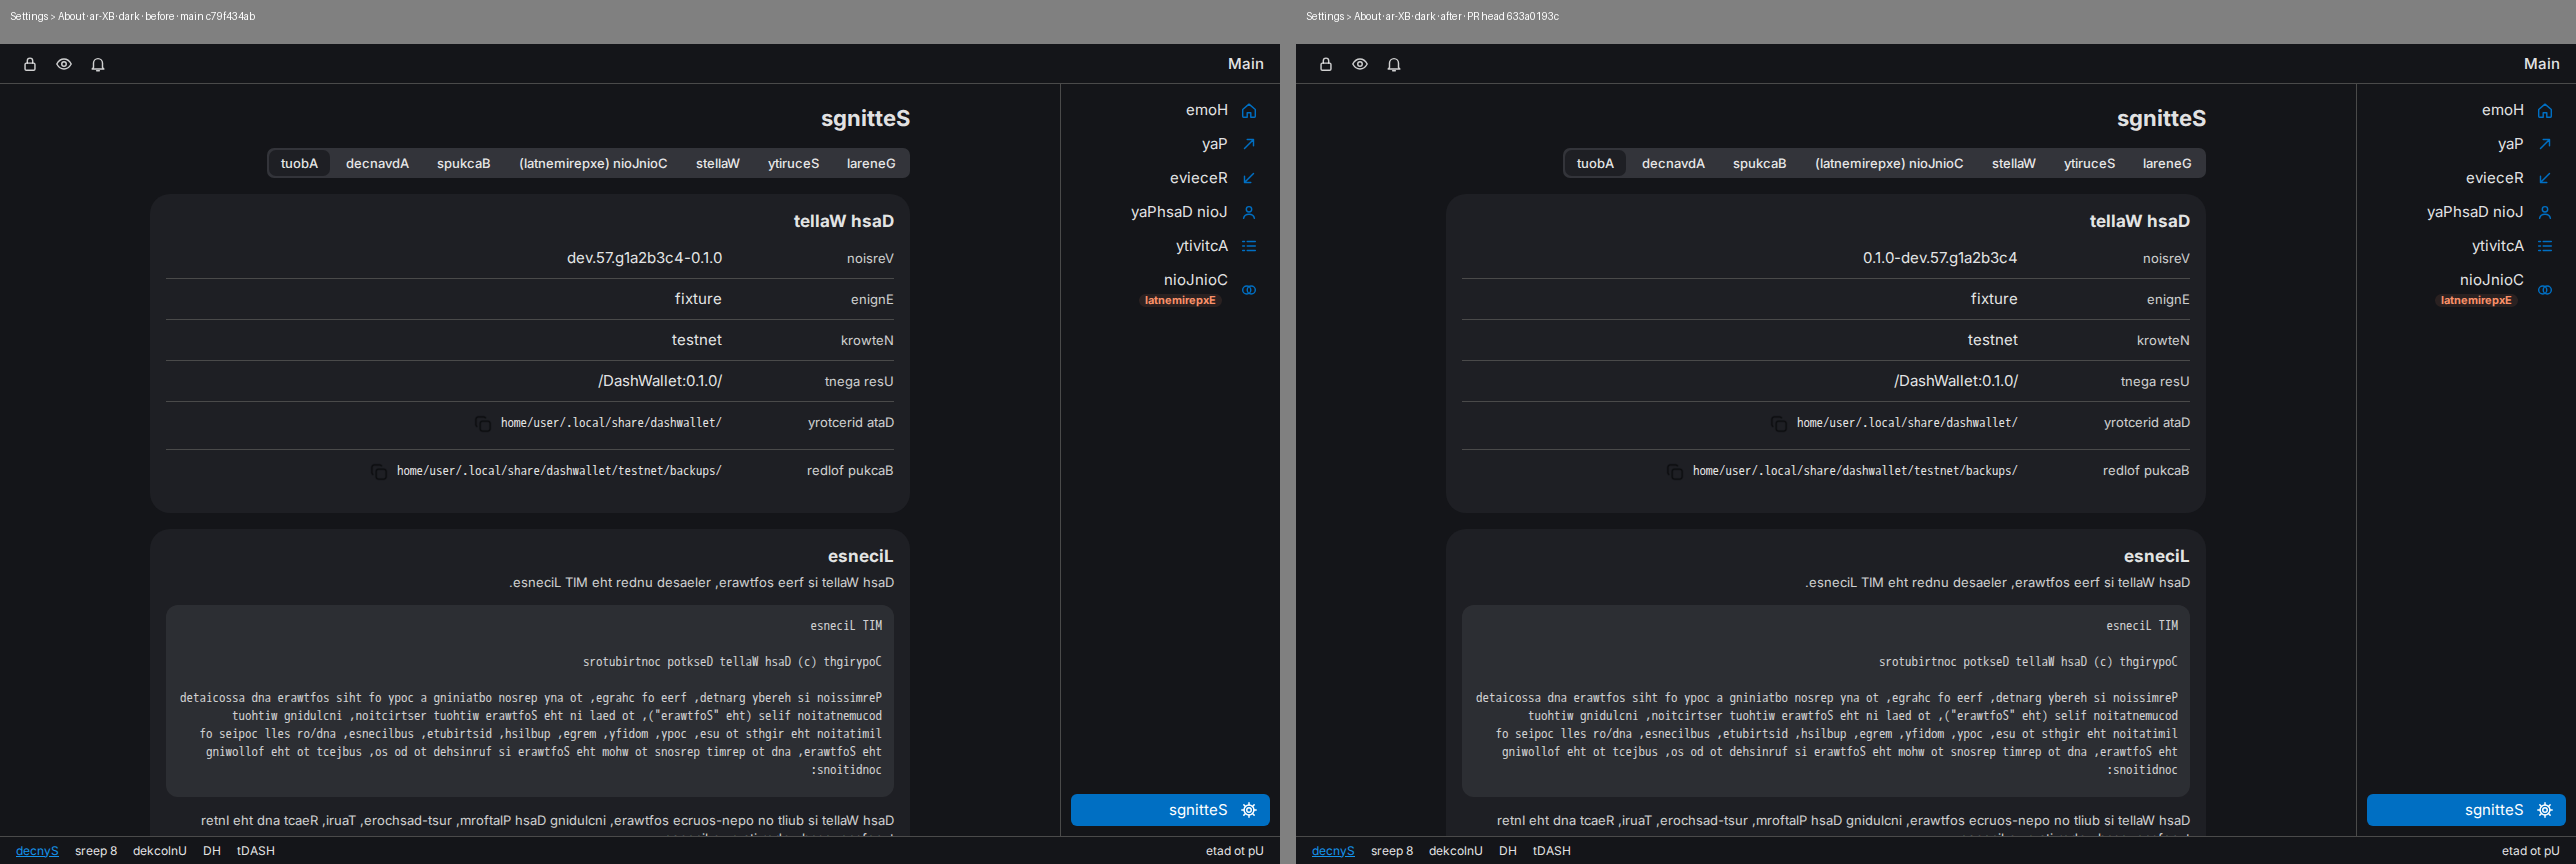 Settings > About · ar-XB · dark · before · main c79f434ab
Main
sgnitteS
tuobA decnavdA spukcaB (latnemirepxe) nioJnioC stellaW ytiruceS lareneG
tellaW hsaD
dev.57.g1a2b3c4-0.1.0 noisreV
fixture enignE
testnet krowteN
/DashWallet:0.1.0/ tnega resU
home/user/.local/share/dashwallet/ yrotcerid ataD
home/user/.local/share/dashwallet/testnet/backups/ redlof pukcaB
esneciL
.esneciL TIM eht rednu desaeler ,erawtfos eerf si tellaW hsaD
esneciL TIM
srotubirtnoc potkseD tellaW hsaD (c) thgirypoC
detaicossa dna erawtfos siht fo ypoc a gniniatbo nosrep yna ot ,egrahc fo eerf ,detnarg ybereh si noissimreP
tuohtiw gnidulcni ,noitcirtser tuohtiw erawtfoS eht ni laed ot ,("erawtfoS" eht) selif noitatnemucod
fo seipoc lles ro/dna ,esnecilbus ,etubirtsid ,hsilbup ,egrem ,yfidom ,ypoc ,esu ot sthgir eht noitatimil
gniwollof eht ot tcejbus ,os od ot dehsinruf si erawtfoS eht mohw ot snosrep timrep ot dna ,erawtfoS eht
:snoitidnoc
retnI eht dna tcaeR ,iruaT ,erochsad-tsur ,mroftalP hsaD gnidulcni ,erawtfos ecruos-nepo no tliub si tellaW hsaD
emoH
yaP
evieceR
yaPhsaD nioJ
ytivitcA
nioJnioC
latnemirepxE
sgnitteS
decnyS sreep 8 dekcolnU DH tDASH etad ot pU
Settings > About · ar-XB · dark · after · PR head 633a0193c
Main
sgnitteS
tuobA decnavdA spukcaB (latnemirepxe) nioJnioC stellaW ytiruceS lareneG
tellaW hsaD
0.1.0-dev.57.g1a2b3c4 noisreV
fixture enignE
testnet krowteN
/DashWallet:0.1.0/ tnega resU
home/user/.local/share/dashwallet/ yrotcerid ataD
home/user/.local/share/dashwallet/testnet/backups/ redlof pukcaB
esneciL
.esneciL TIM eht rednu desaeler ,erawtfos eerf si tellaW hsaD
esneciL TIM
srotubirtnoc potkseD tellaW hsaD (c) thgirypoC
detaicossa dna erawtfos siht fo ypoc a gniniatbo nosrep yna ot ,egrahc fo eerf ,detnarg ybereh si noissimreP
tuohtiw gnidulcni ,noitcirtser tuohtiw erawtfoS eht ni laed ot ,("erawtfoS" eht) selif noitatnemucod
fo seipoc lles ro/dna ,esnecilbus ,etubirtsid ,hsilbup ,egrem ,yfidom ,ypoc ,esu ot sthgir eht noitatimil
gniwollof eht ot tcejbus ,os od ot dehsinruf si erawtfoS eht mohw ot snosrep timrep ot dna ,erawtfoS eht
:snoitidnoc
retnI eht dna tcaeR ,iruaT ,erochsad-tsur ,mroftalP hsaD gnidulcni ,erawtfos ecruos-nepo no tliub si tellaW hsaD
emoH
yaP
evieceR
yaPhsaD nioJ
ytivitcA
nioJnioC
latnemirepxE
sgnitteS
decnyS sreep 8 dekcolnU DH tDASH etad ot pU